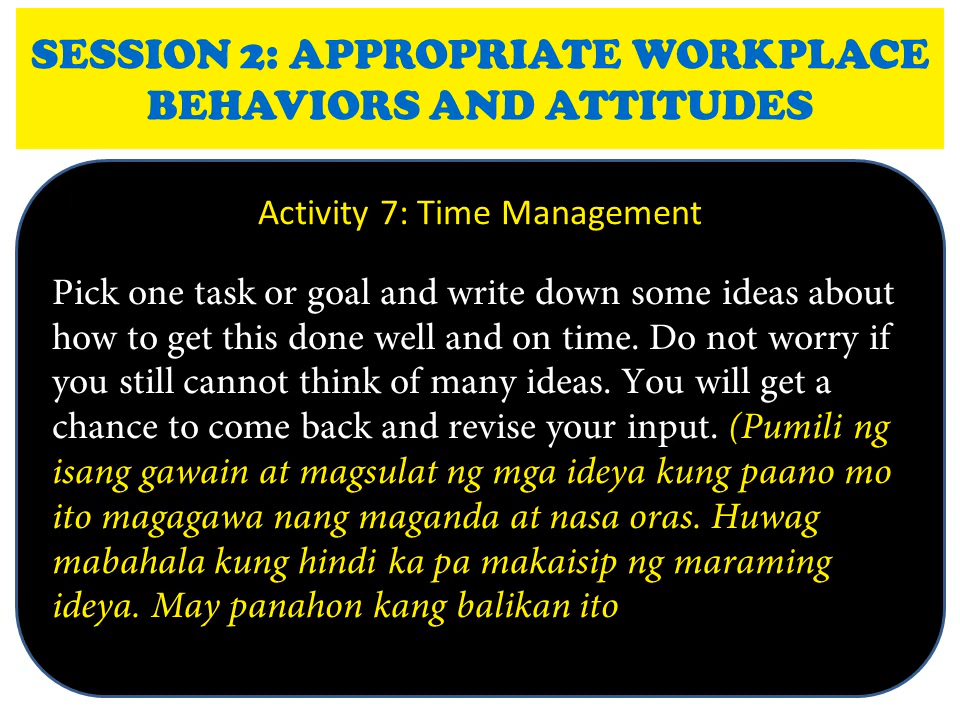 SESSION 2: APPROPRIATE WORKPLACE
BEHAVIORS AND ATTITUDES
Activity 7: Time Management
Pick one task or goal and write down some ideas about
how to get this done well and on time. Do not worry if
you still cannot think of many ideas. You will get a
chance to come back and revise your input. (Pumili ng
isang gawain at magsulat ng mga ideya kung paano mo
ito magagawa nang maganda at nasa oras. Huwag
mabahala kung hindi ka pa makaisip ng maraming
ideya. May panahon kang balikan ito